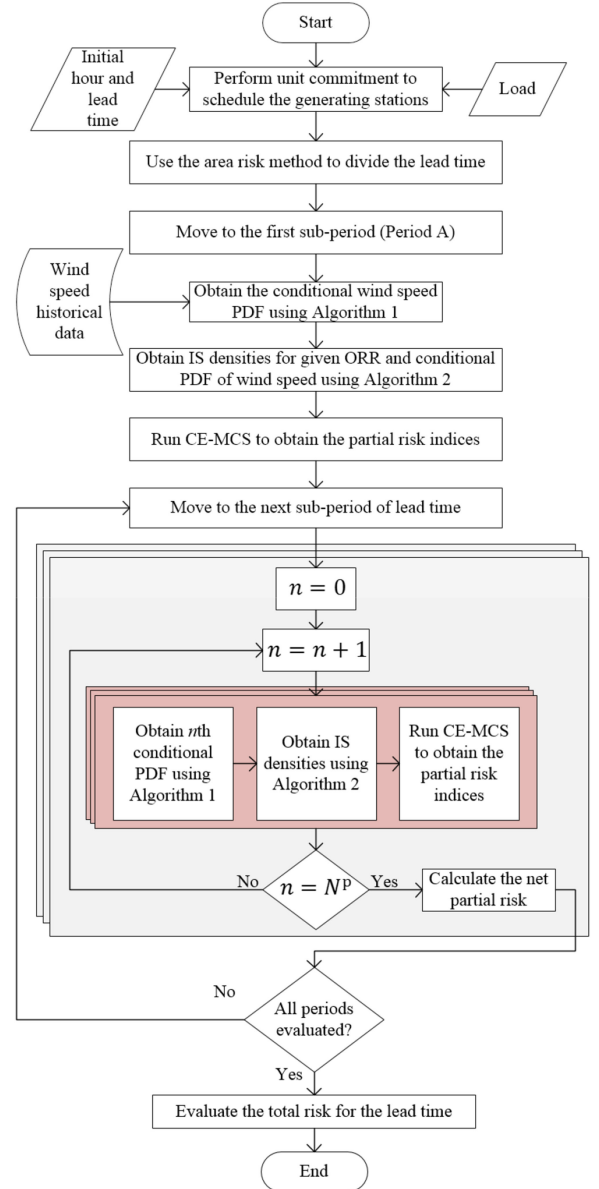 Start
Initial
hour and
lead
time
Perform unit commitment to
schedule the generating stations
Load
Use the area risk method to divide the lead time
Move to the first sub-period (Period A)
Wind
speed
historical
data
Obtain the conditional wind speed
PDF using Algorithm 1
Obtain IS densities for given ORR and conditional
PDF of wind speed using Algorithm 2
Run CE-MCS to obtain the partial risk indices
Move to the next sub-period of lead time
n = 0
n = n + 1
Obtain nth
conditional
PDF using
Algorithm 1
Obtain IS
densities using
Algorithm 2
Run CE-MCS
to obtain the
partial risk
indices
No
n = Nᵖ
Yes
Calculate the net
partial risk
No
All periods
evaluated?
Yes
Evaluate the total risk for the lead time
End